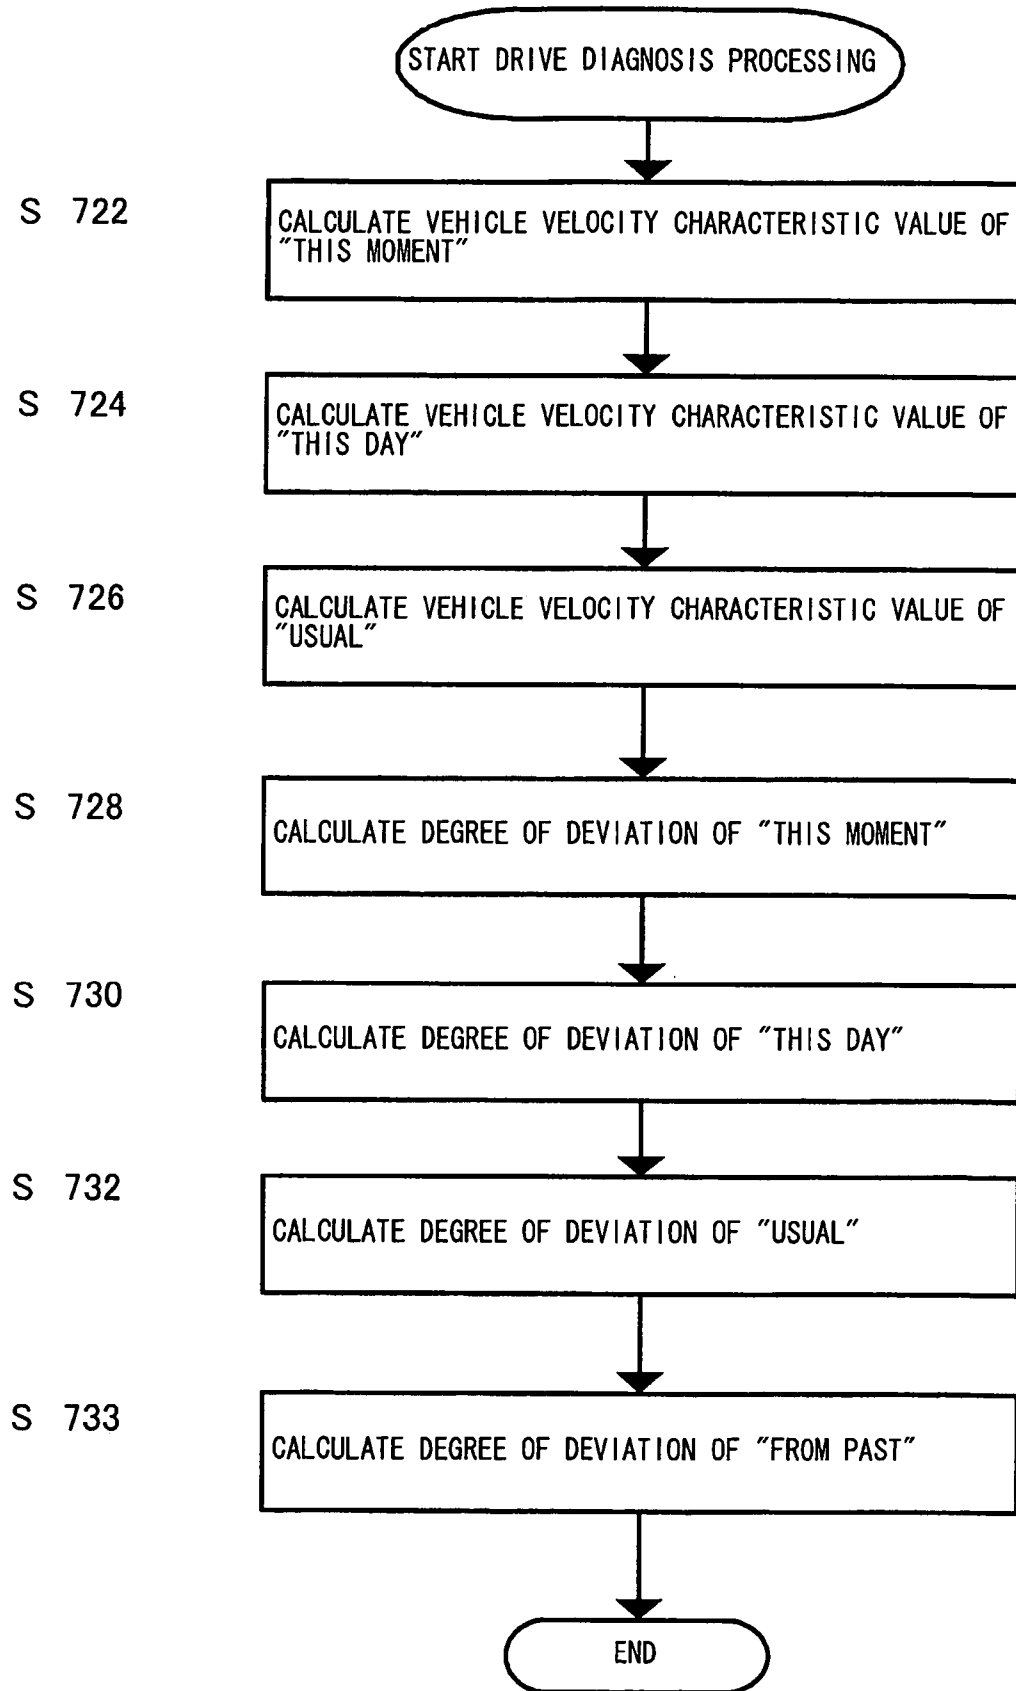 START DRIVE DIAGNOSIS PROCESSING
S 722
CALCULATE VEHICLE VELOCITY CHARACTERISTIC VALUE OF
"THIS MOMENT"
S 724
CALCULATE VEHICLE VELOCITY CHARACTERISTIC VALUE OF
"THIS DAY"
S 726
CALCULATE VEHICLE VELOCITY CHARACTERISTIC VALUE OF
"USUAL"
S 728
CALCULATE DEGREE OF DEVIATION OF "THIS MOMENT"
S 730
CALCULATE DEGREE OF DEVIATION OF "THIS DAY"
S 732
CALCULATE DEGREE OF DEVIATION OF "USUAL"
S 733
CALCULATE DEGREE OF DEVIATION OF "FROM PAST"
END